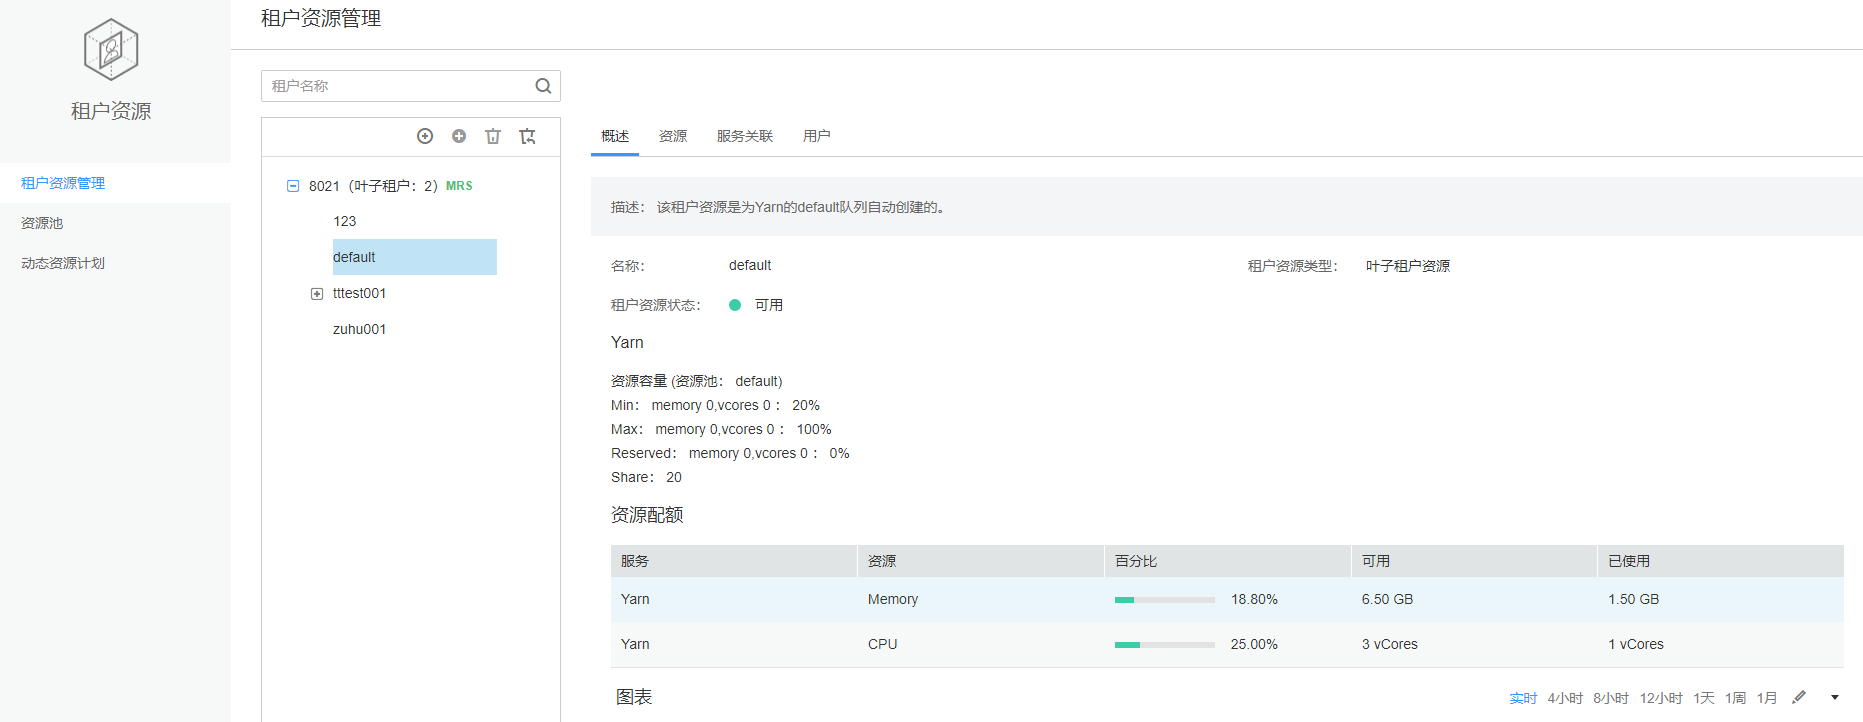 租户资源管理
租户资源
租户资源管理
资源池
动态资源计划
租户名称
8021（叶子租户：2）MRS
123
default
tttest001
zuhu001
概述 资源 服务关联 用户
描述： 该租户资源是为Yarn的default队列自动创建的。
名称： default 租户资源类型： 叶子租户资源
租户资源状态： 可用
Yarn
资源容量 (资源池： default)
Min： memory 0,vcores 0： 20%
Max： memory 0,vcores 0： 100%
Reserved： memory 0,vcores 0： 0%
Share： 20
资源配额
服务 资源 百分比 可用 已使用
Yarn Memory 18.80% 6.50 GB 1.50 GB
Yarn CPU 25.00% 3 vCores 1 vCores
图表 实时 4小时 8小时 12小时 1天 1周 1月